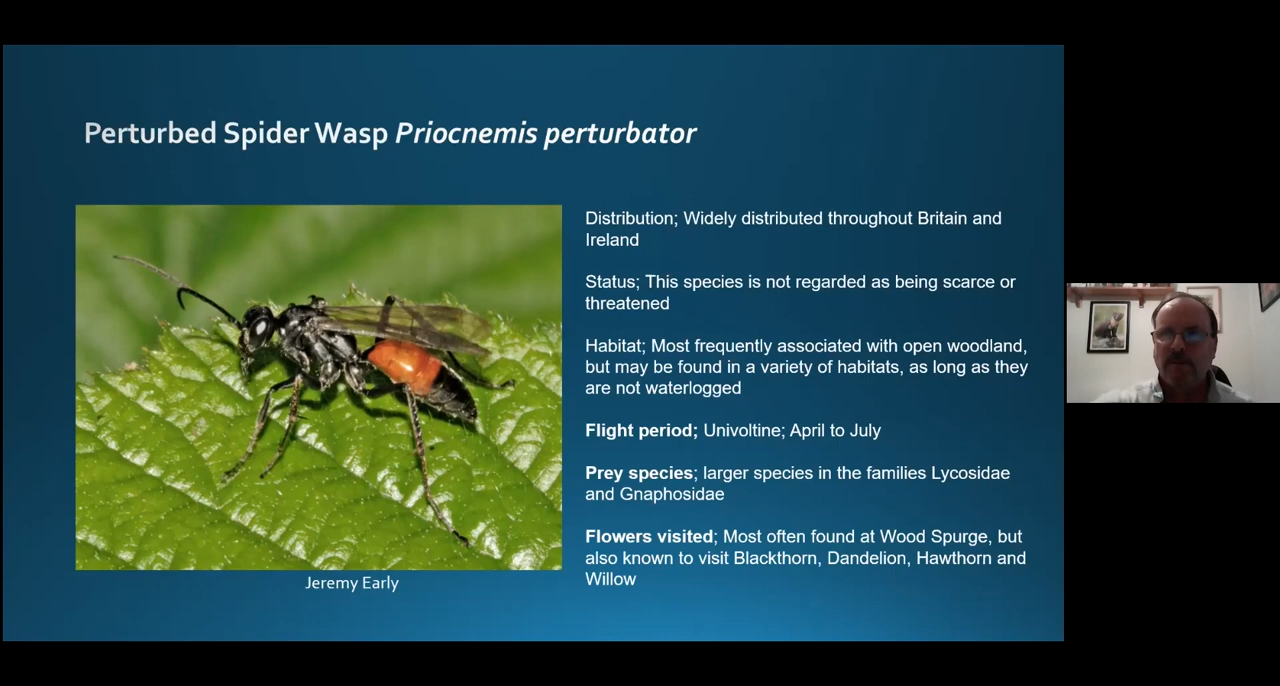 Perturbed Spider Wasp Priocnemis perturbator
Distribution; Widely distributed throughout Britain and
Ireland
Status; This species is not regarded as being scarce or
threatened
Habitat; Most frequently associated with open woodland,
but may be found in a variety of habitats, as long as they
are not waterlogged
Flight period; Univoltine; April to July
Prey species; larger species in the families Lycosidae
and Gnaphosidae
Flowers visited; Most often found at Wood Spurge, but
also known to visit Blackthorn, Dandelion, Hawthorn and
Willow
Jeremy Early